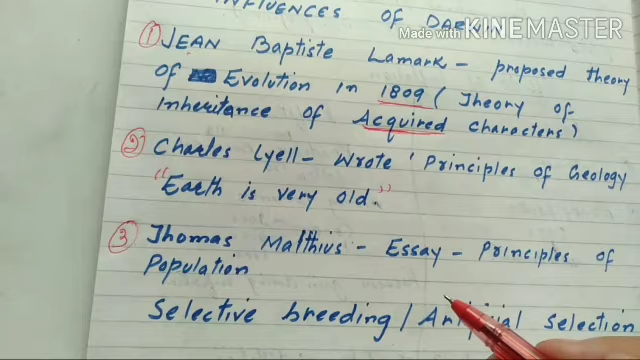 INFLUENCES OF DARWIN
Made with KINEMASTER
① JEAN Baptiste Lamark - proposed theory
of Evolution in 1809 (Theory of
inheritance of Acquired characters)
② Charles Lyell - Wrote 'Principles of Geology
"Earth is very old."
③ Thomas Malthius - Essay - Principles of
Population
Selective breeding / Artificial selection